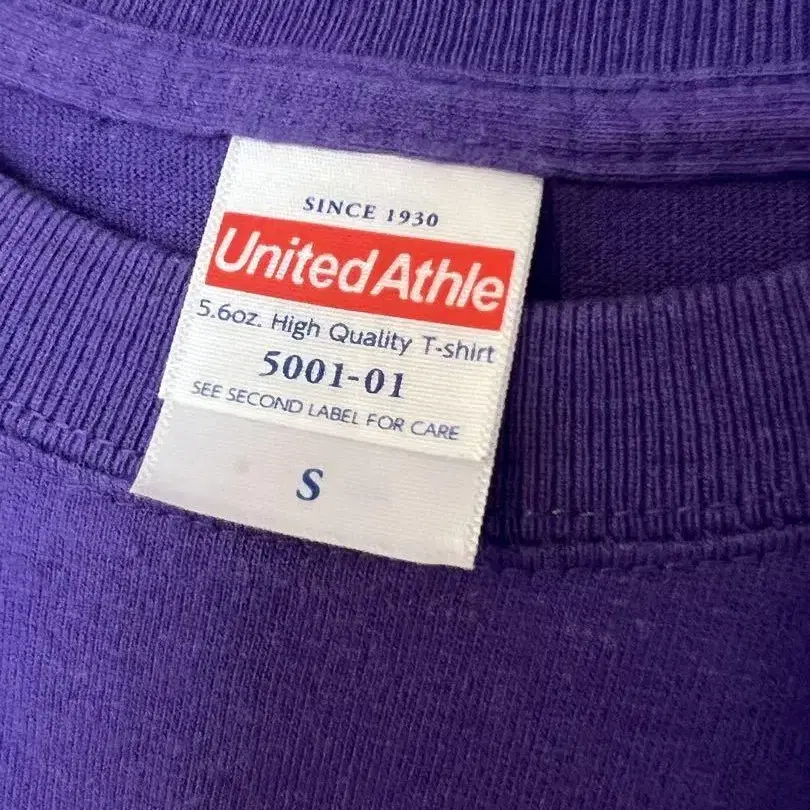 SINCE 1930
United Athle
5.6oz. High Quality T-shirt
5001-01
SEE SECOND LABEL FOR CARE
S